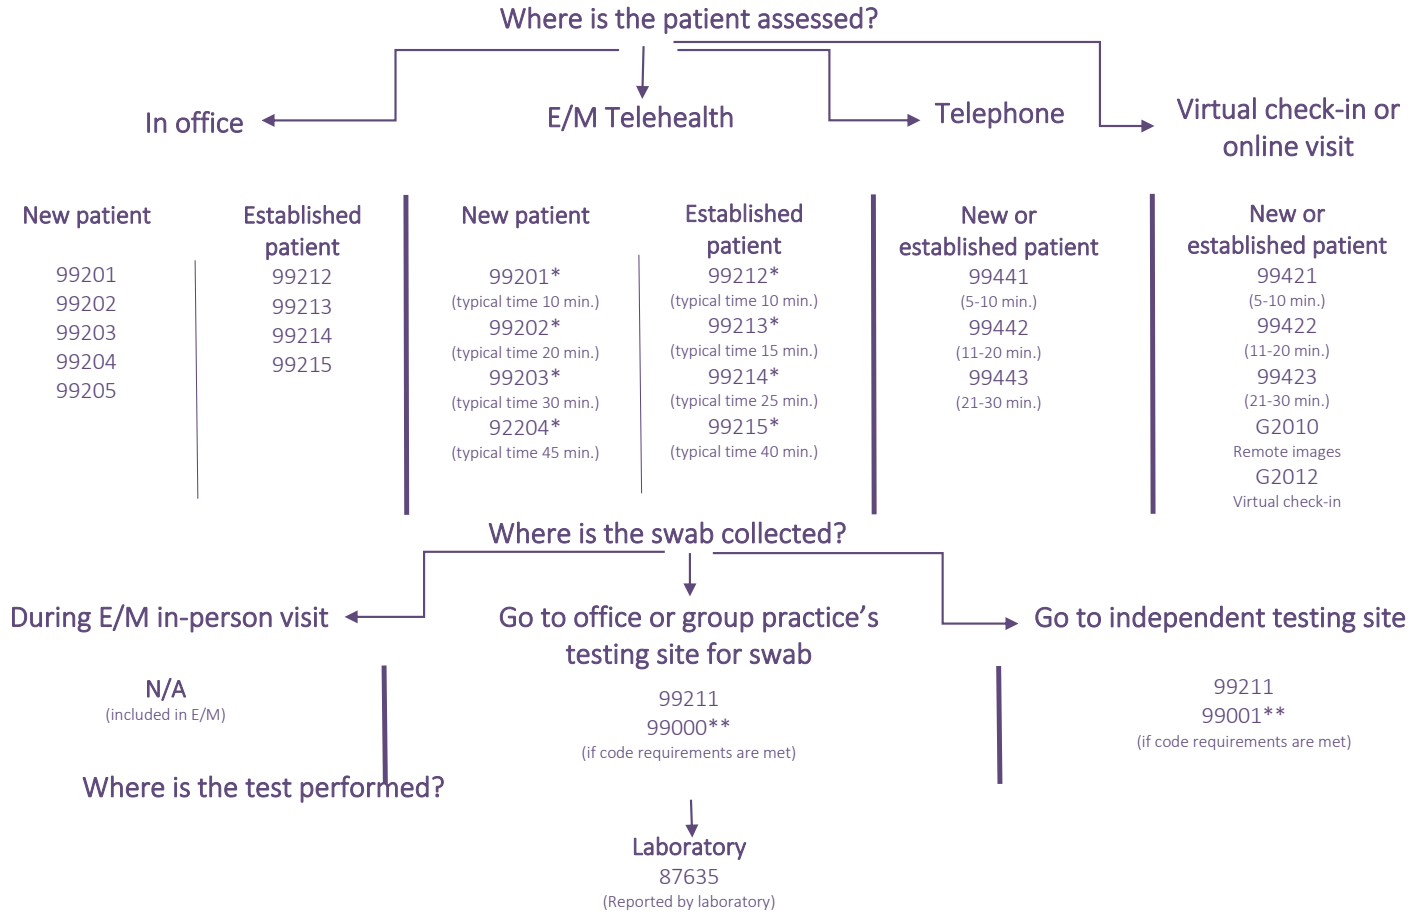 Where is the patient assessed?
In office
E/M Telehealth
Telephone
Virtual check-in or
online visit
New patient
99201
99202
99203
99204
99205
Established
patient
99212
99213
99214
99215
New patient
99201*
(typical time 10 min.)
99202*
(typical time 20 min.)
99203*
(typical time 30 min.)
92204*
(typical time 45 min.)
Established
patient
99212*
(typical time 10 min.)
99213*
(typical time 15 min.)
99214*
(typical time 25 min.)
99215*
(typical time 40 min.)
New or
established patient
99441
(5-10 min.)
99442
(11-20 min.)
99443
(21-30 min.)
New or
established patient
99421
(5-10 min.)
99422
(11-20 min.)
99423
(21-30 min.)
G2010
Remote images
G2012
Virtual check-in
Where is the swab collected?
During E/M in-person visit
N/A
(included in E/M)
Go to office or group practice’s
testing site for swab
99211
99000**
(if code requirements are met)
Go to independent testing site
99211
99001**
(if code requirements are met)
Where is the test performed?
Laboratory
87635
(Reported by laboratory)